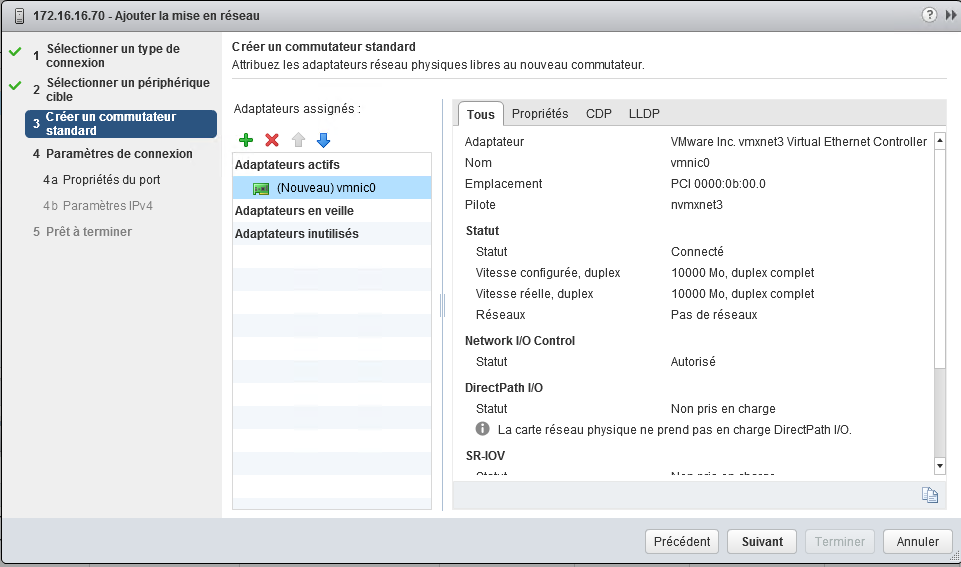 172.16.16.70 - Ajouter la mise en réseau
1 Sélectionner un type de
connexion
2 Sélectionner un périphérique
cible
3 Créer un commutateur
standard
4 Paramètres de connexion
4a Propriétés du port
4b Paramètres IPv4
5 Prêt à terminer
Créer un commutateur standard
Attribuez les adaptateurs réseau physiques libres au nouveau commutateur.
Adaptateurs assignés :
Adaptateurs actifs
(Nouveau) vmnic0
Adaptateurs en veille
Adaptateurs inutilisés
Tous Propriétés CDP LLDP
Adaptateur VMware Inc. vmxnet3 Virtual Ethernet Controller
Nom vmnic0
Emplacement PCI 0000:0b:00.0
Pilote nvmxnet3
Statut
Statut Connecté
Vitesse configurée, duplex 10000 Mo, duplex complet
Vitesse réelle, duplex 10000 Mo, duplex complet
Réseaux Pas de réseaux
Network I/O Control
Statut Autorisé
DirectPath I/O
Statut Non pris en charge
La carte réseau physique ne prend pas en charge DirectPath I/O.
SR-IOV
Statut Non pris en charge
Précédent Suivant Terminer Annuler